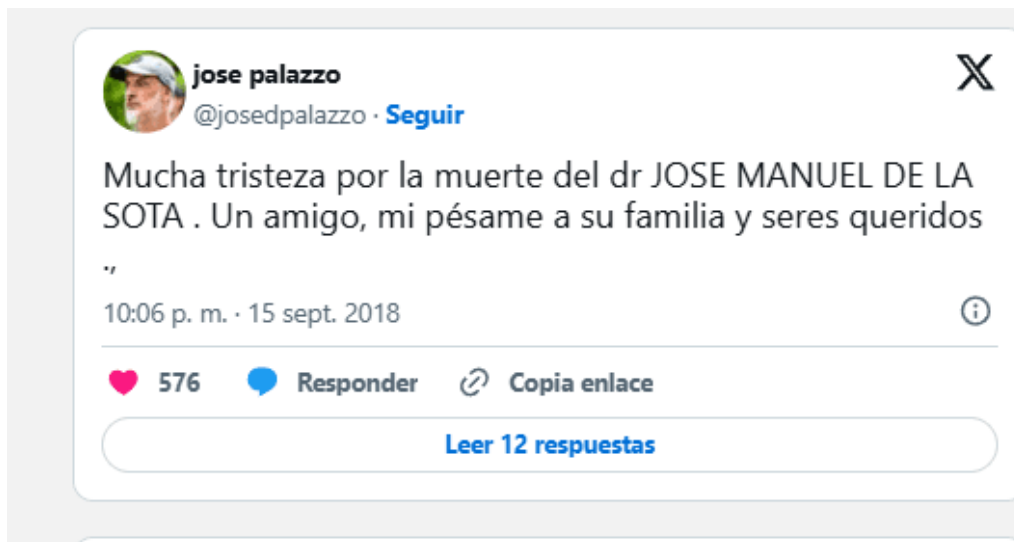 jose palazzo
@josedpalazzo · Seguir
Mucha tristeza por la muerte del dr JOSE MANUEL DE LA
SOTA . Un amigo, mi pésame a su familia y seres queridos
.,
10:06 p. m. · 15 sept. 2018
576 Responder Copia enlace
Leer 12 respuestas